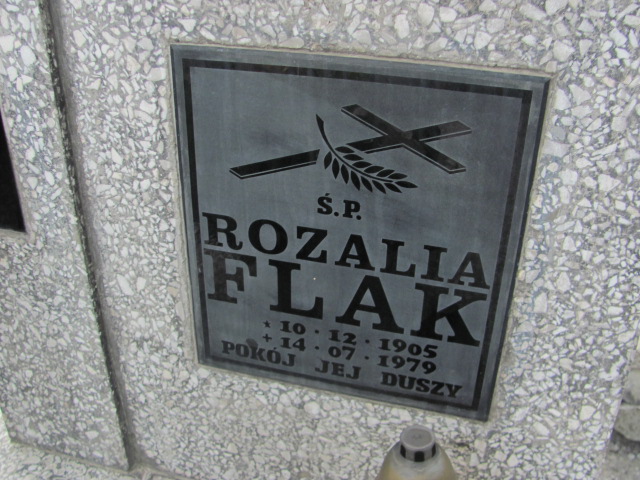 Ś.P.
ROZALIA
FLAK
* 10 · 12 · 1905
+ 14 · 07 · 1979
POKÓJ JEJ DUSZY